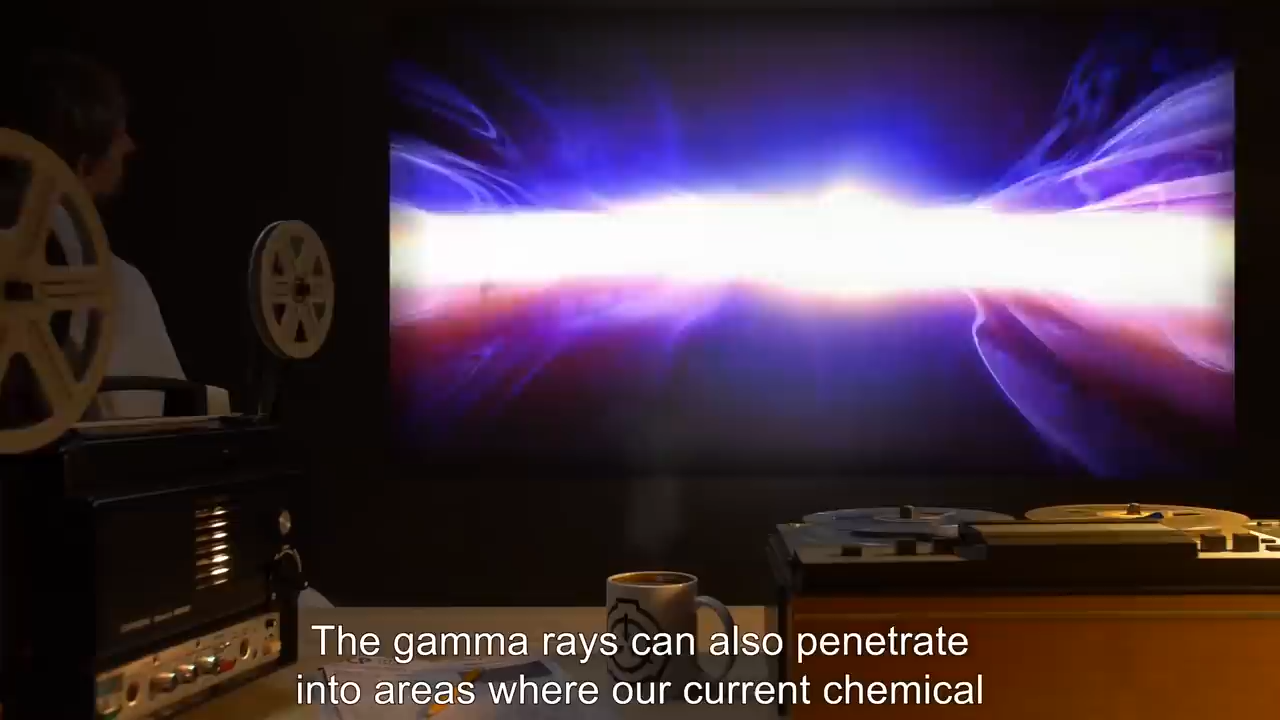 The gamma rays can also penetrate
into areas where our current chemical